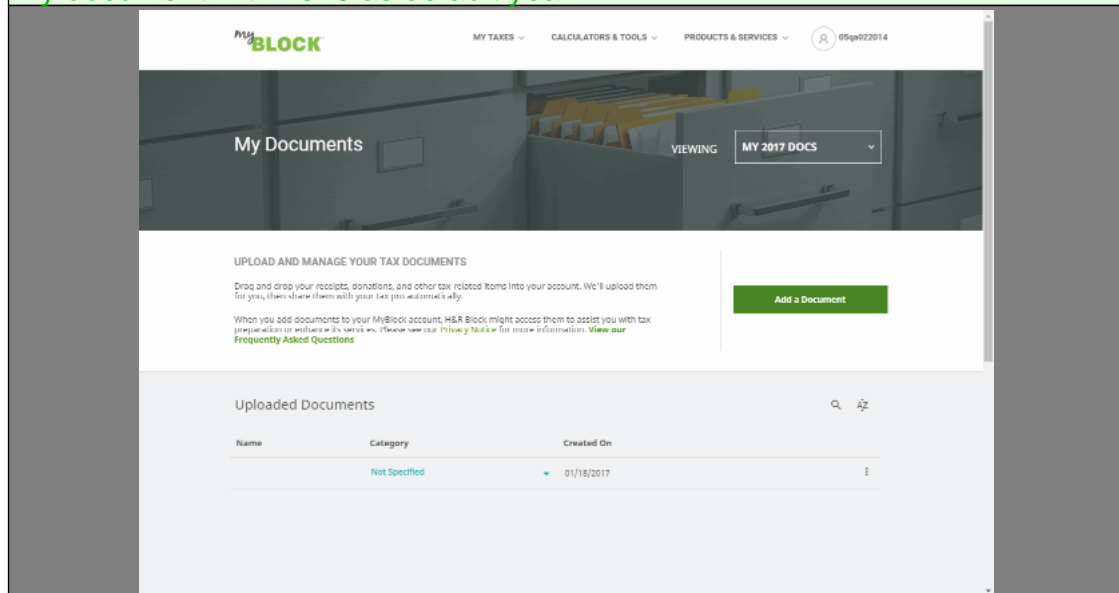 my BLOCK
MY TAXES
CALCULATORS & TOOLS
PRODUCTS & SERVICES
05qa022014
My Documents
VIEWING
MY 2017 DOCS
UPLOAD AND MANAGE YOUR TAX DOCUMENTS
Drag and drop your receipts, donations, and other tax related items into your account. We'll upload them
for you, then share them with your tax pro automatically.
When you add documents to your MyBlock account, H&R Block might access them to assist you with tax
preparation or enhance its services. Please see our Privacy Notice for more information. View our
Frequently Asked Questions
Add a Document
Uploaded Documents
AZ
Name
Category
Created On
Not Specified
01/18/2017